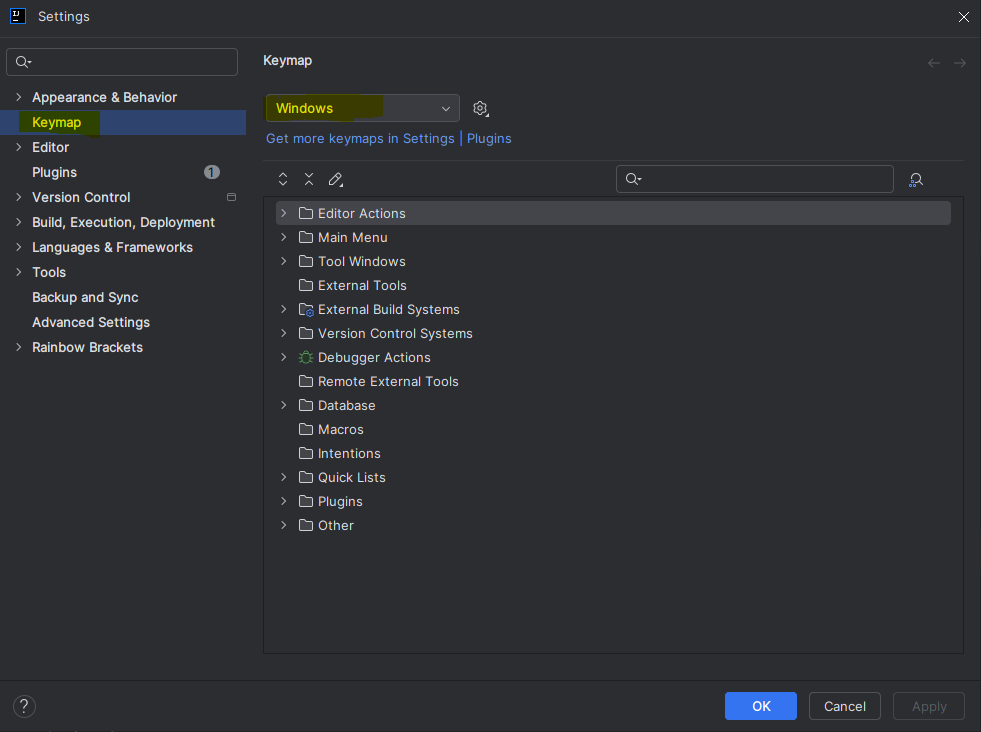 Settings
Appearance & Behavior
Keymap
Editor
Plugins 1
Version Control
Build, Execution, Deployment
Languages & Frameworks
Tools
Backup and Sync
Advanced Settings
Rainbow Brackets
Keymap
Windows
Get more keymaps in Settings | Plugins
Editor Actions
Main Menu
Tool Windows
External Tools
External Build Systems
Version Control Systems
Debugger Actions
Remote External Tools
Database
Macros
Intentions
Quick Lists
Plugins
Other
? OK Cancel Apply